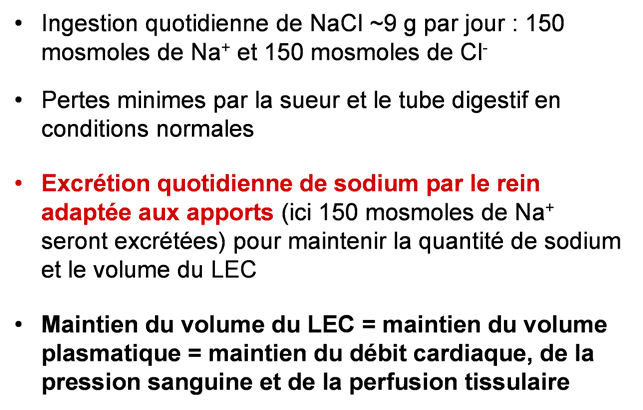 • Ingestion quotidienne de NaCl ~9 g par jour : 150
mosmoles de Na⁺ et 150 mosmoles de Cl⁻
• Pertes minimes par la sueur et le tube digestif en
conditions normales
• Excrétion quotidienne de sodium par le rein
adaptée aux apports (ici 150 mosmoles de Na⁺
seront excrétées) pour maintenir la quantité de sodium
et le volume du LEC
• Maintien du volume du LEC = maintien du volume
plasmatique = maintien du débit cardiaque, de la
pression sanguine et de la perfusion tissulaire